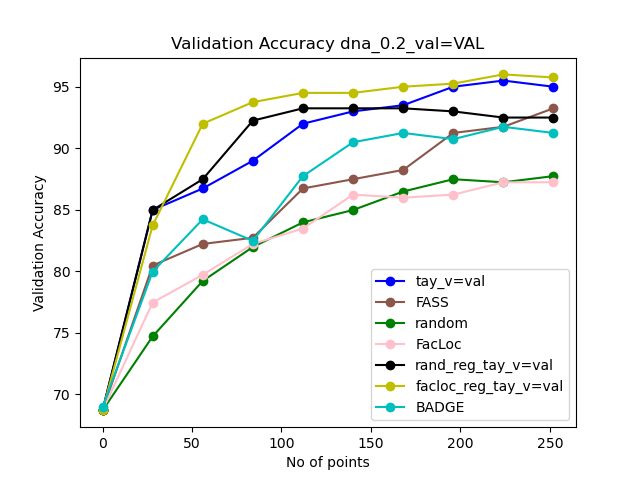 Validation Accuracy dna_0.2_val=VAL
Validation Accuracy
95
90
85
80
75
70
tay_v=val
FASS
random
FacLoc
rand_reg_tay_v=val
facloc_reg_tay_v=val
BADGE
0 50 100 150 200 250
No of points